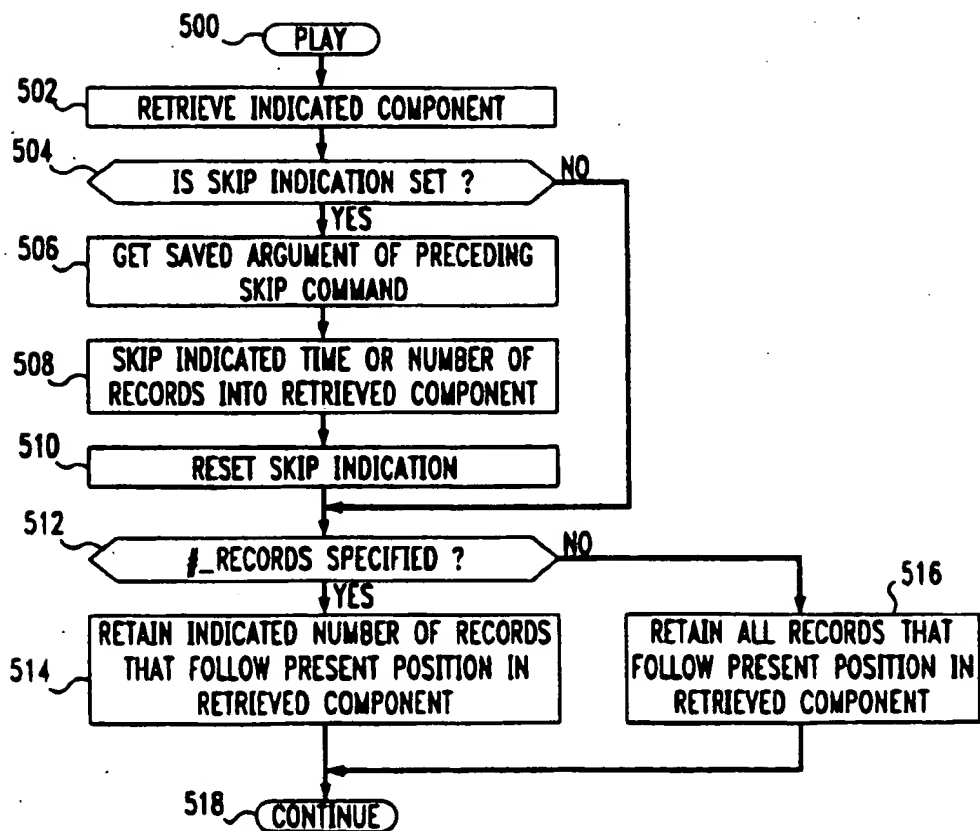 500 PLAY
502 RETRIEVE INDICATED COMPONENT
504 IS SKIP INDICATION SET ? NO
YES
506 GET SAVED ARGUMENT OF PRECEDING
SKIP COMMAND
508 SKIP INDICATED TIME OR NUMBER OF
RECORDS INTO RETRIEVED COMPONENT
510 RESET SKIP INDICATION
512 #_RECORDS SPECIFIED ? NO
YES
514 RETAIN INDICATED NUMBER OF RECORDS
THAT FOLLOW PRESENT POSITION IN
RETRIEVED COMPONENT
516
RETAIN ALL RECORDS THAT
FOLLOW PRESENT POSITION IN
RETRIEVED COMPONENT
518 CONTINUE